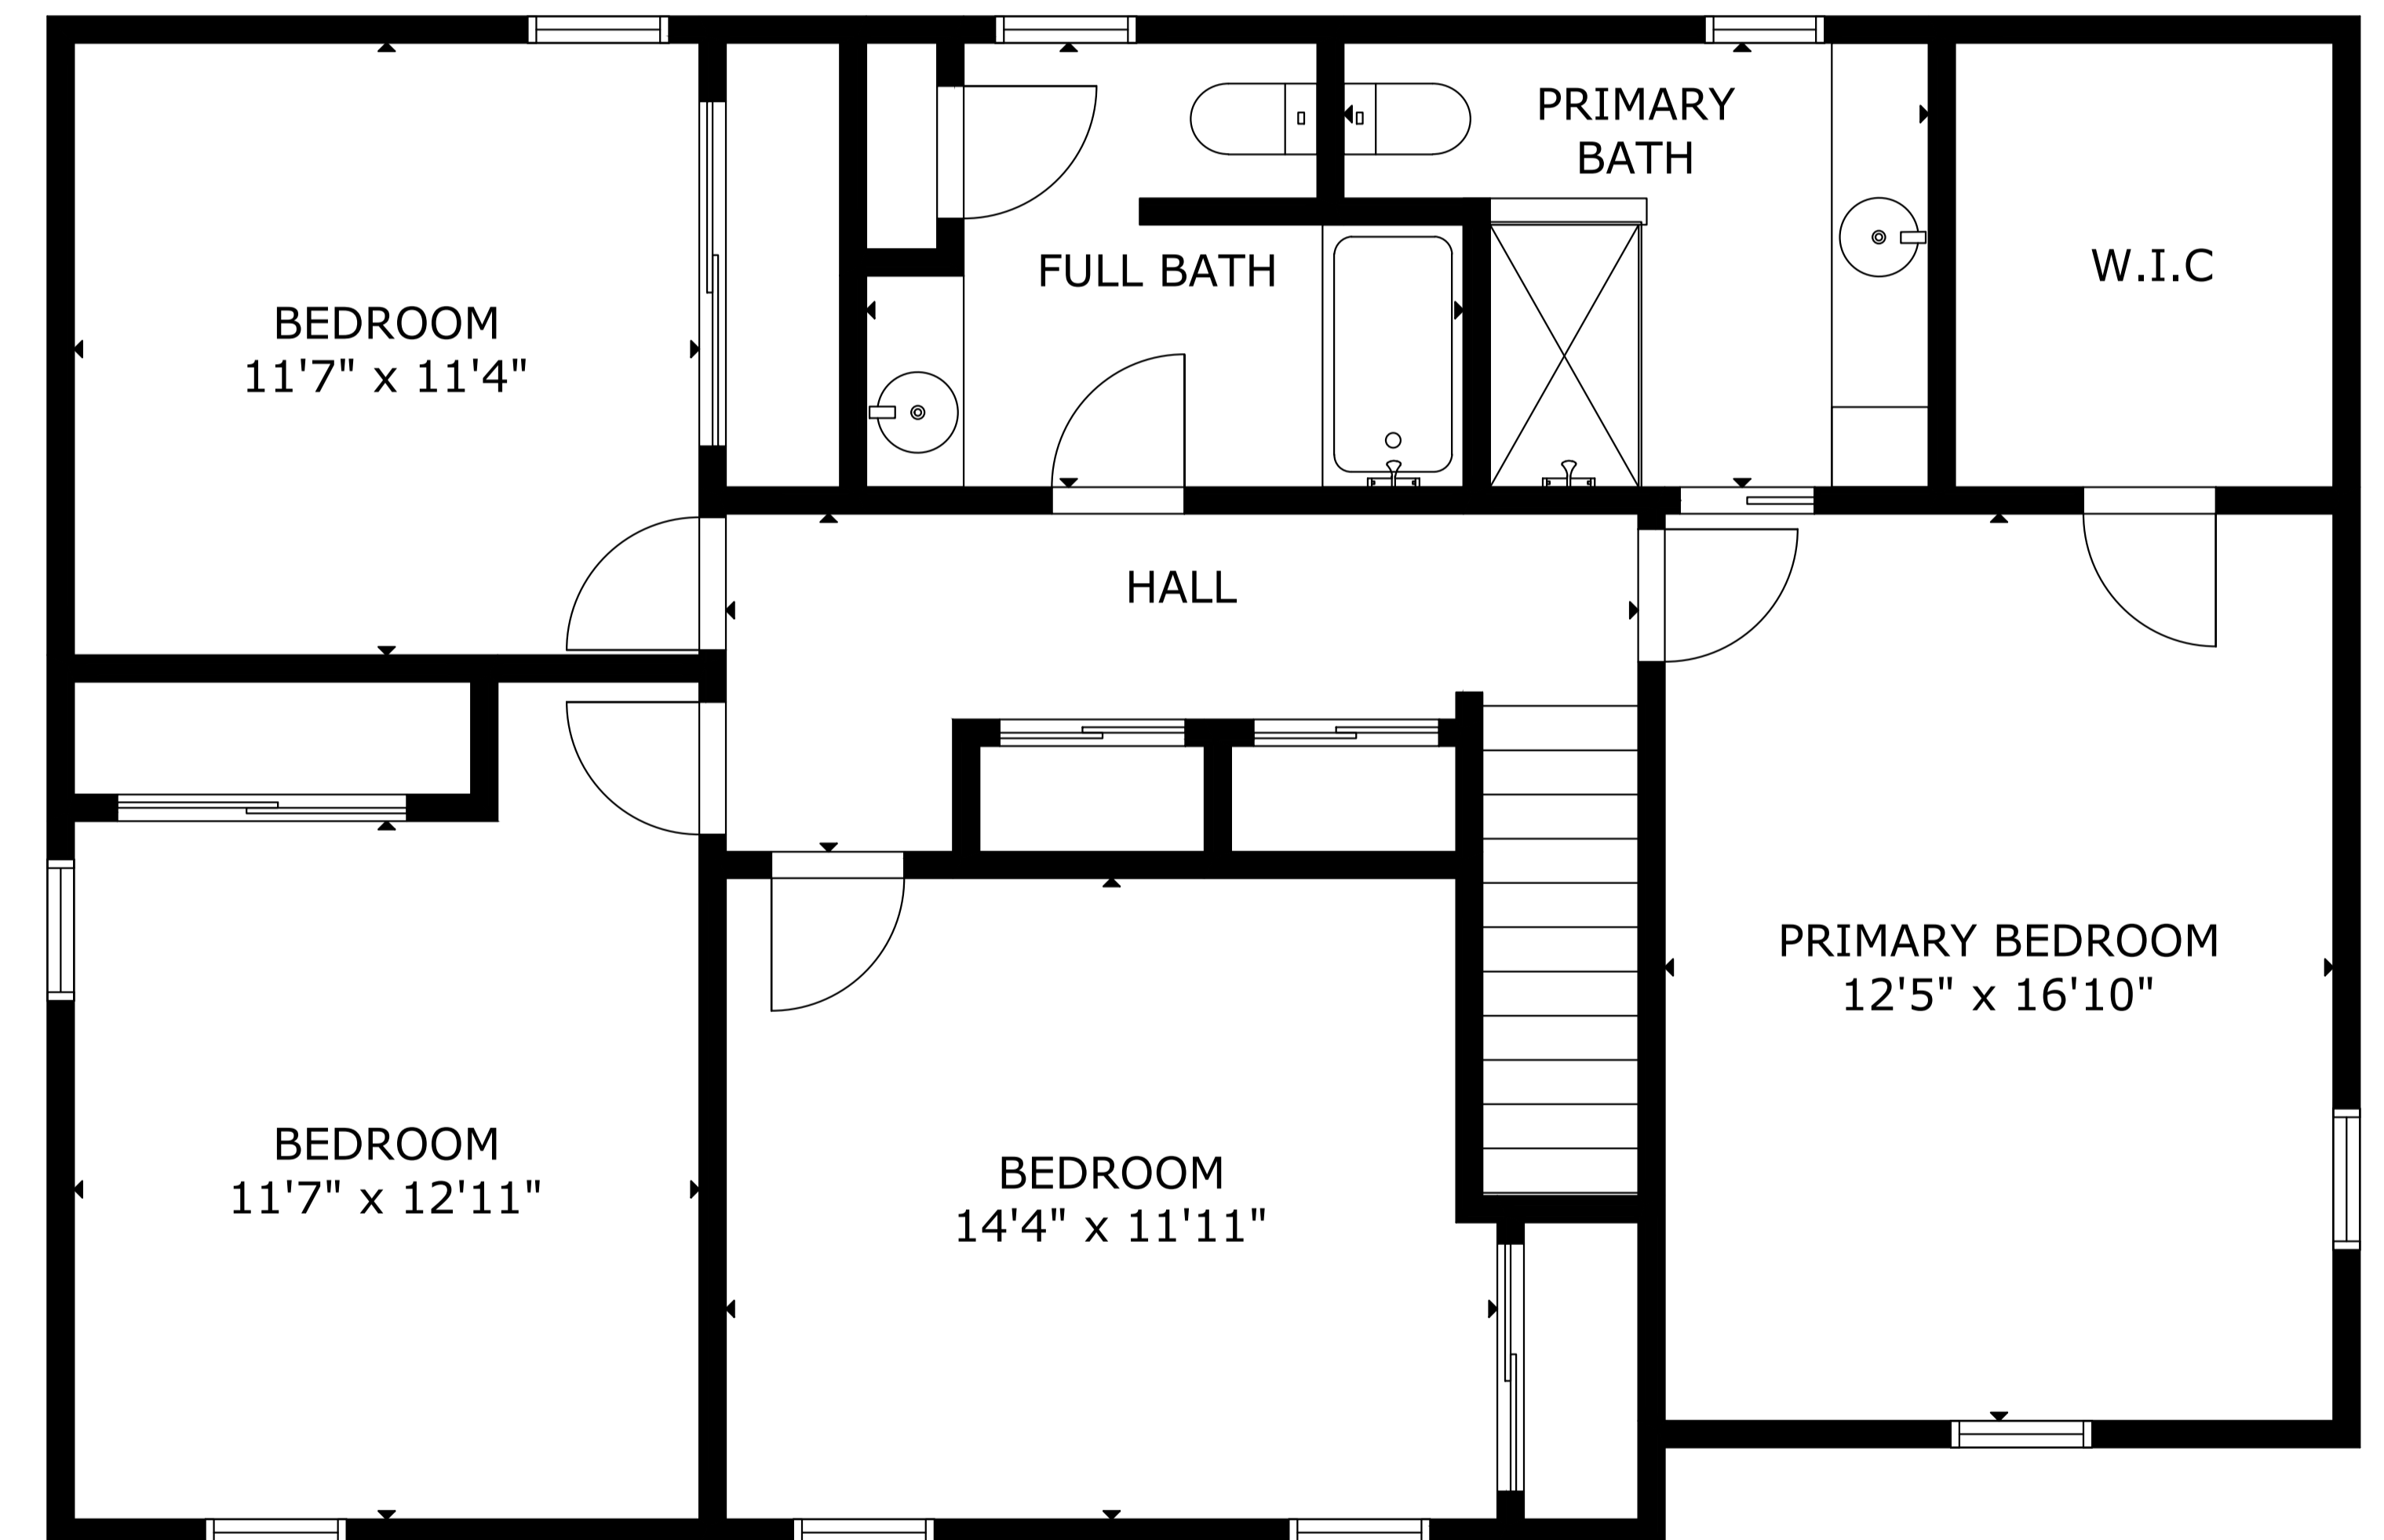 PRIMARY
BATH
FULL BATH
W.I.C
BEDROOM
11'7" x 11'4"
HALL
PRIMARY BEDROOM
12'5" x 16'10"
BEDROOM
11'7" x 12'11"
BEDROOM
14'4" x 11'11"